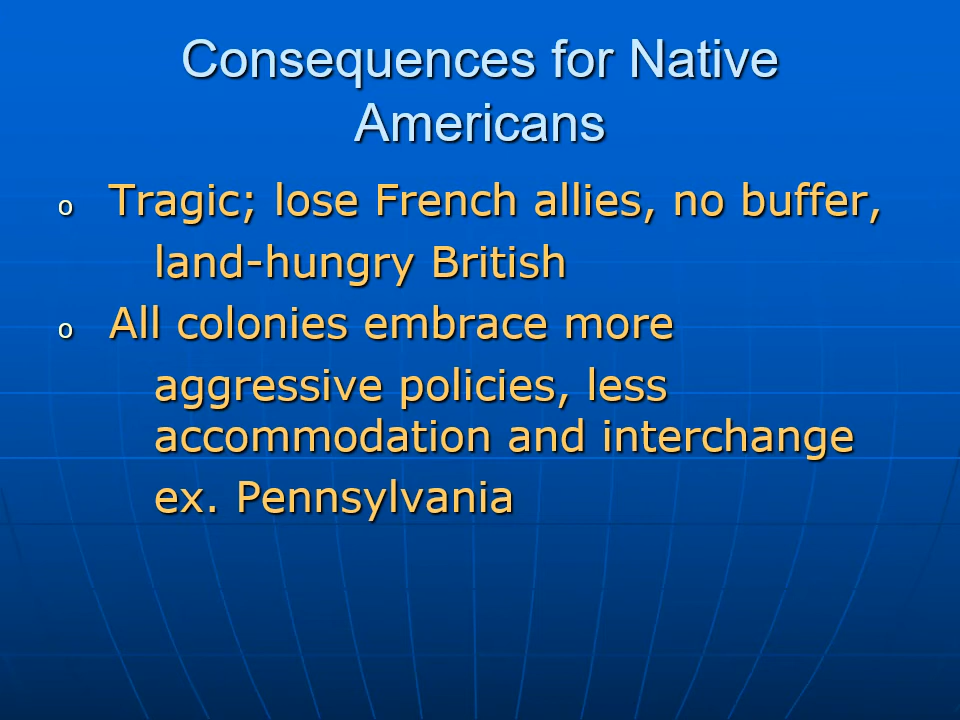 Consequences for Native
Americans
o Tragic; lose French allies, no buffer,
land-hungry British
o All colonies embrace more
aggressive policies, less
accommodation and interchange
ex. Pennsylvania